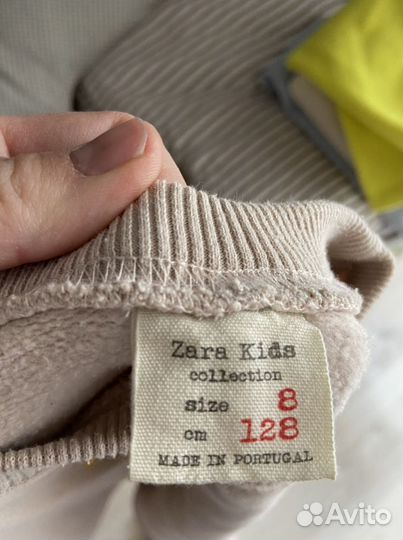 Zara Kids
collection
size 8
cm 128
MADE IN PORTUGAL
Avito